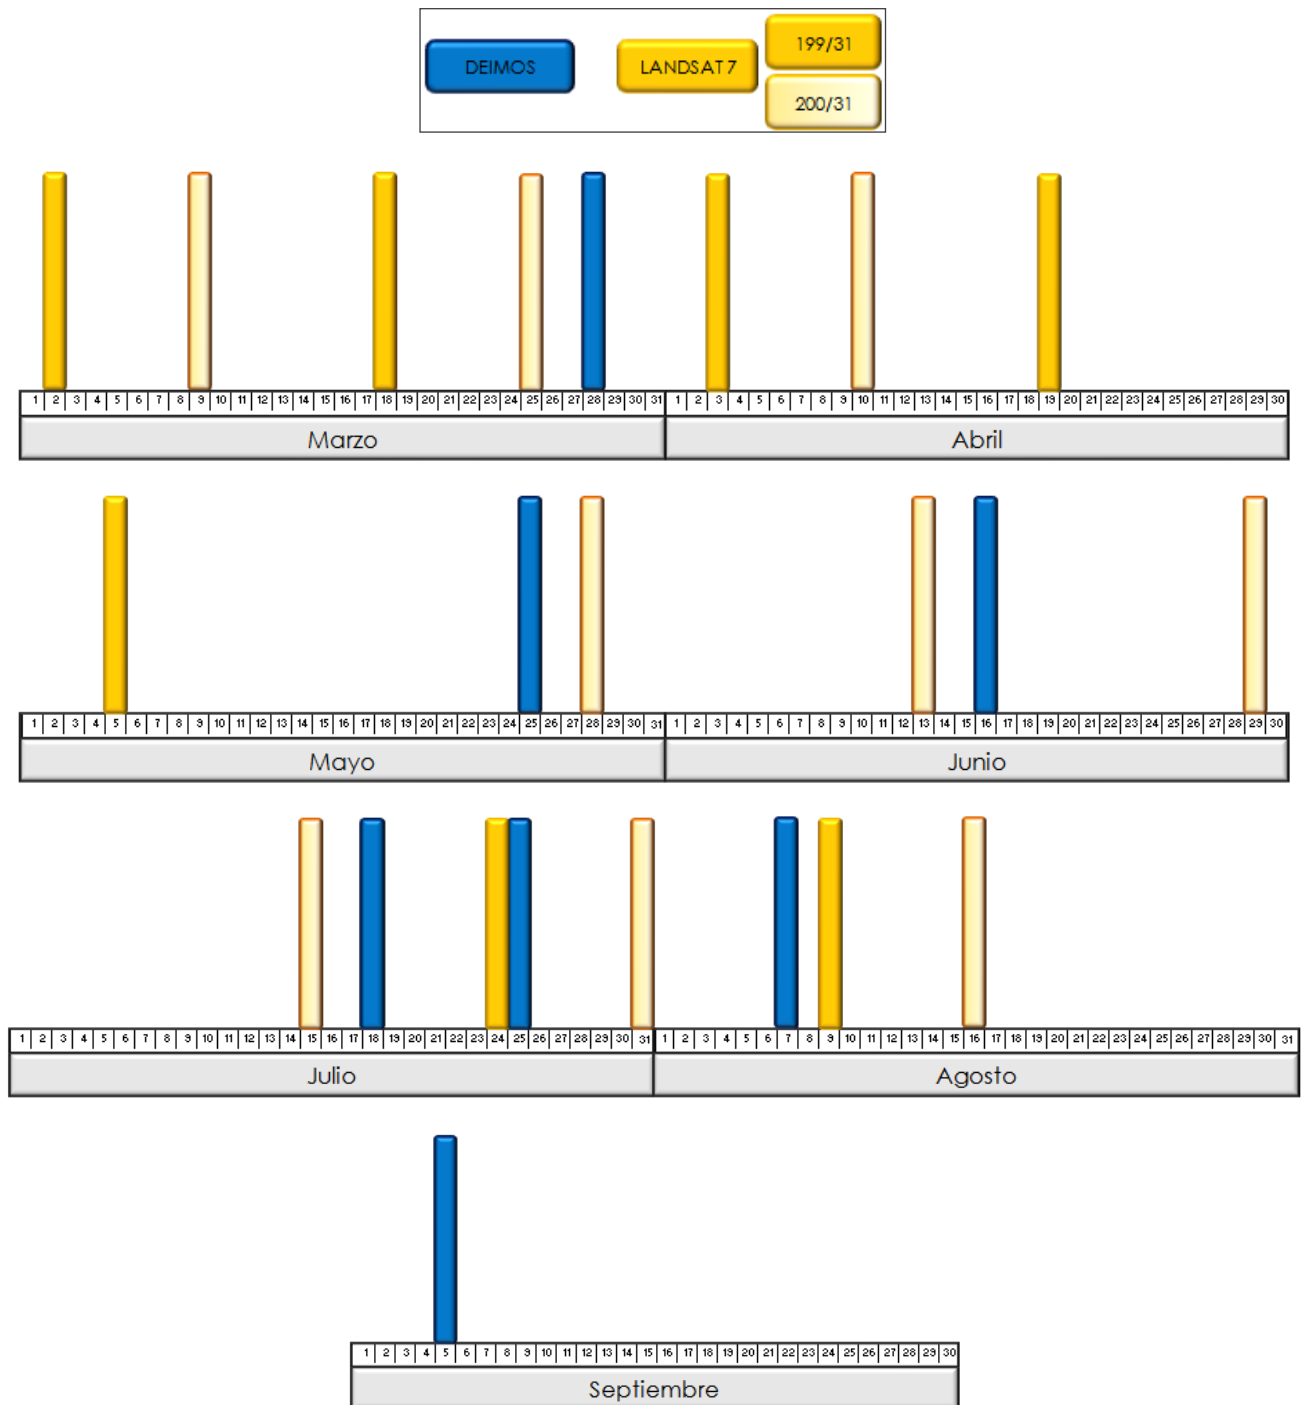 DEIMOS LANDSAT 7 199/31
200/31
1 2 3 4 5 6 7 8 9 10 11 12 13 14 15 16 17 18 19 20 21 22 23 24 25 26 27 28 29 30 31 1 2 3 4 5 6 7 8 9 10 11 12 13 14 15 16 17 18 19 20 21 22 23 24 25 26 27 28 29 30
Marzo Abril
1 2 3 4 5 6 7 8 9 10 11 12 13 14 15 16 17 18 19 20 21 22 23 24 25 26 27 28 29 30 31 1 2 3 4 5 6 7 8 9 10 11 12 13 14 15 16 17 18 19 20 21 22 23 24 25 26 27 28 29 30
Mayo Junio
1 2 3 4 5 6 7 8 9 10 11 12 13 14 15 16 17 18 19 20 21 22 23 24 25 26 27 28 29 30 31 1 2 3 4 5 6 7 8 9 10 11 12 13 14 15 16 17 18 19 20 21 22 23 24 25 26 27 28 29 30 31
Julio Agosto
1 2 3 4 5 6 7 8 9 10 11 12 13 14 15 16 17 18 19 20 21 22 23 24 25 26 27 28 29 30
Septiembre